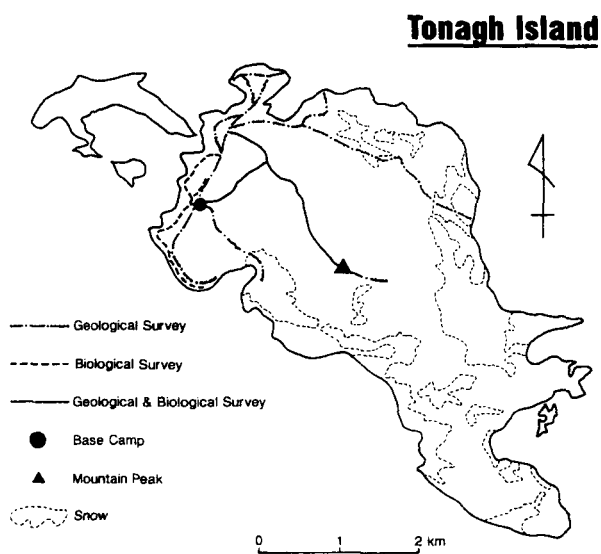 Tonagh Island
Geological Survey
Biological Survey
Geological & Biological Survey
Base Camp
Mountain Peak
Snow
0 1 2 km